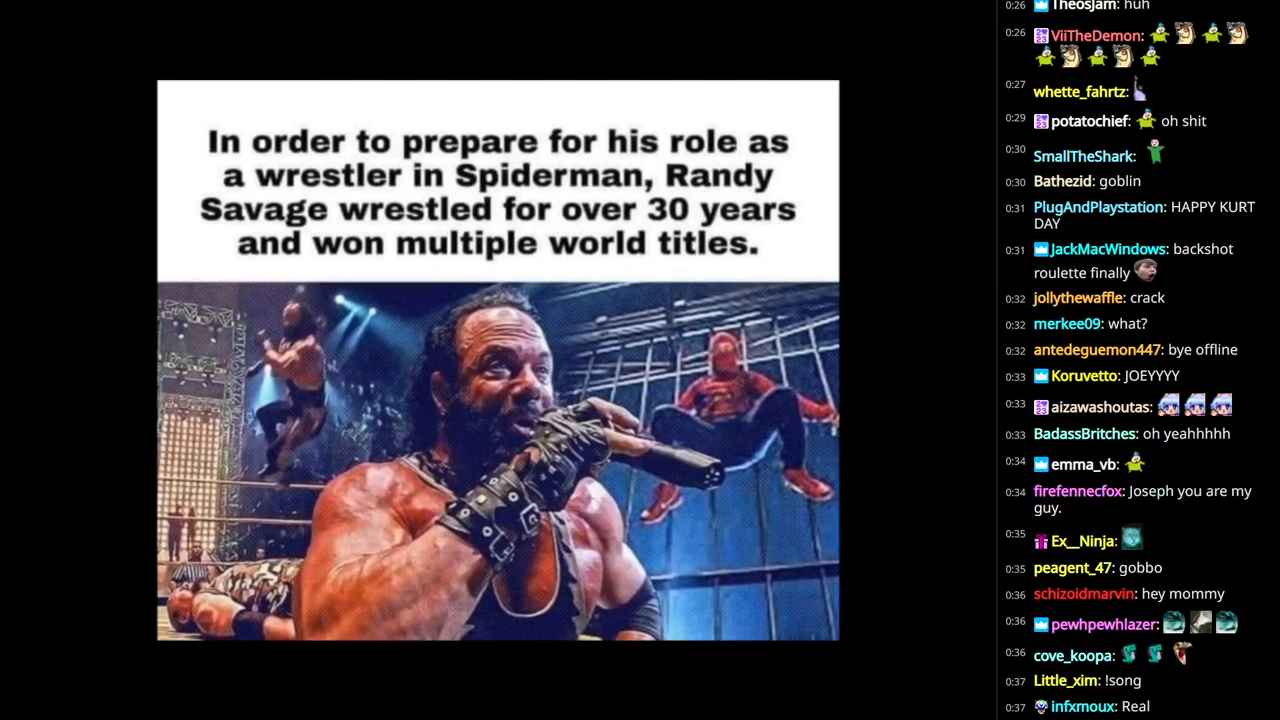 In order to prepare for his role as
a wrestler in Spiderman, Randy
Savage wrestled for over 30 years
and won multiple world titles.
0:26 TheosJam: huh
0:26 ViiTheDemon:
0:27 whette_fahrtz:
0:29 potatochief: oh shit
0:30 SmallTheShark:
0:30 Bathezid: goblin
0:31 PlugAndPlaystation: HAPPY KURT
DAY
0:31 JackMacWindows: backshot
roulette finally
0:32 jollythewaffle: crack
0:32 merkee09: what?
0:32 antedeguemon447: bye offline
0:33 Koruvetto: JOEYYYY
0:33 aizawashoutas:
0:33 BadassBritches: oh yeahhhhh
0:34 emma_vb:
0:34 firefennecfox: Joseph you are my
guy.
0:35 Ex__Ninja:
0:35 peagent_47: gobbo
0:36 schizoidmarvin: hey mommy
0:36 pewhpewhlazer:
0:36 cove_koopa:
0:37 Little_xim: !song
0:37 infxmoux: Real